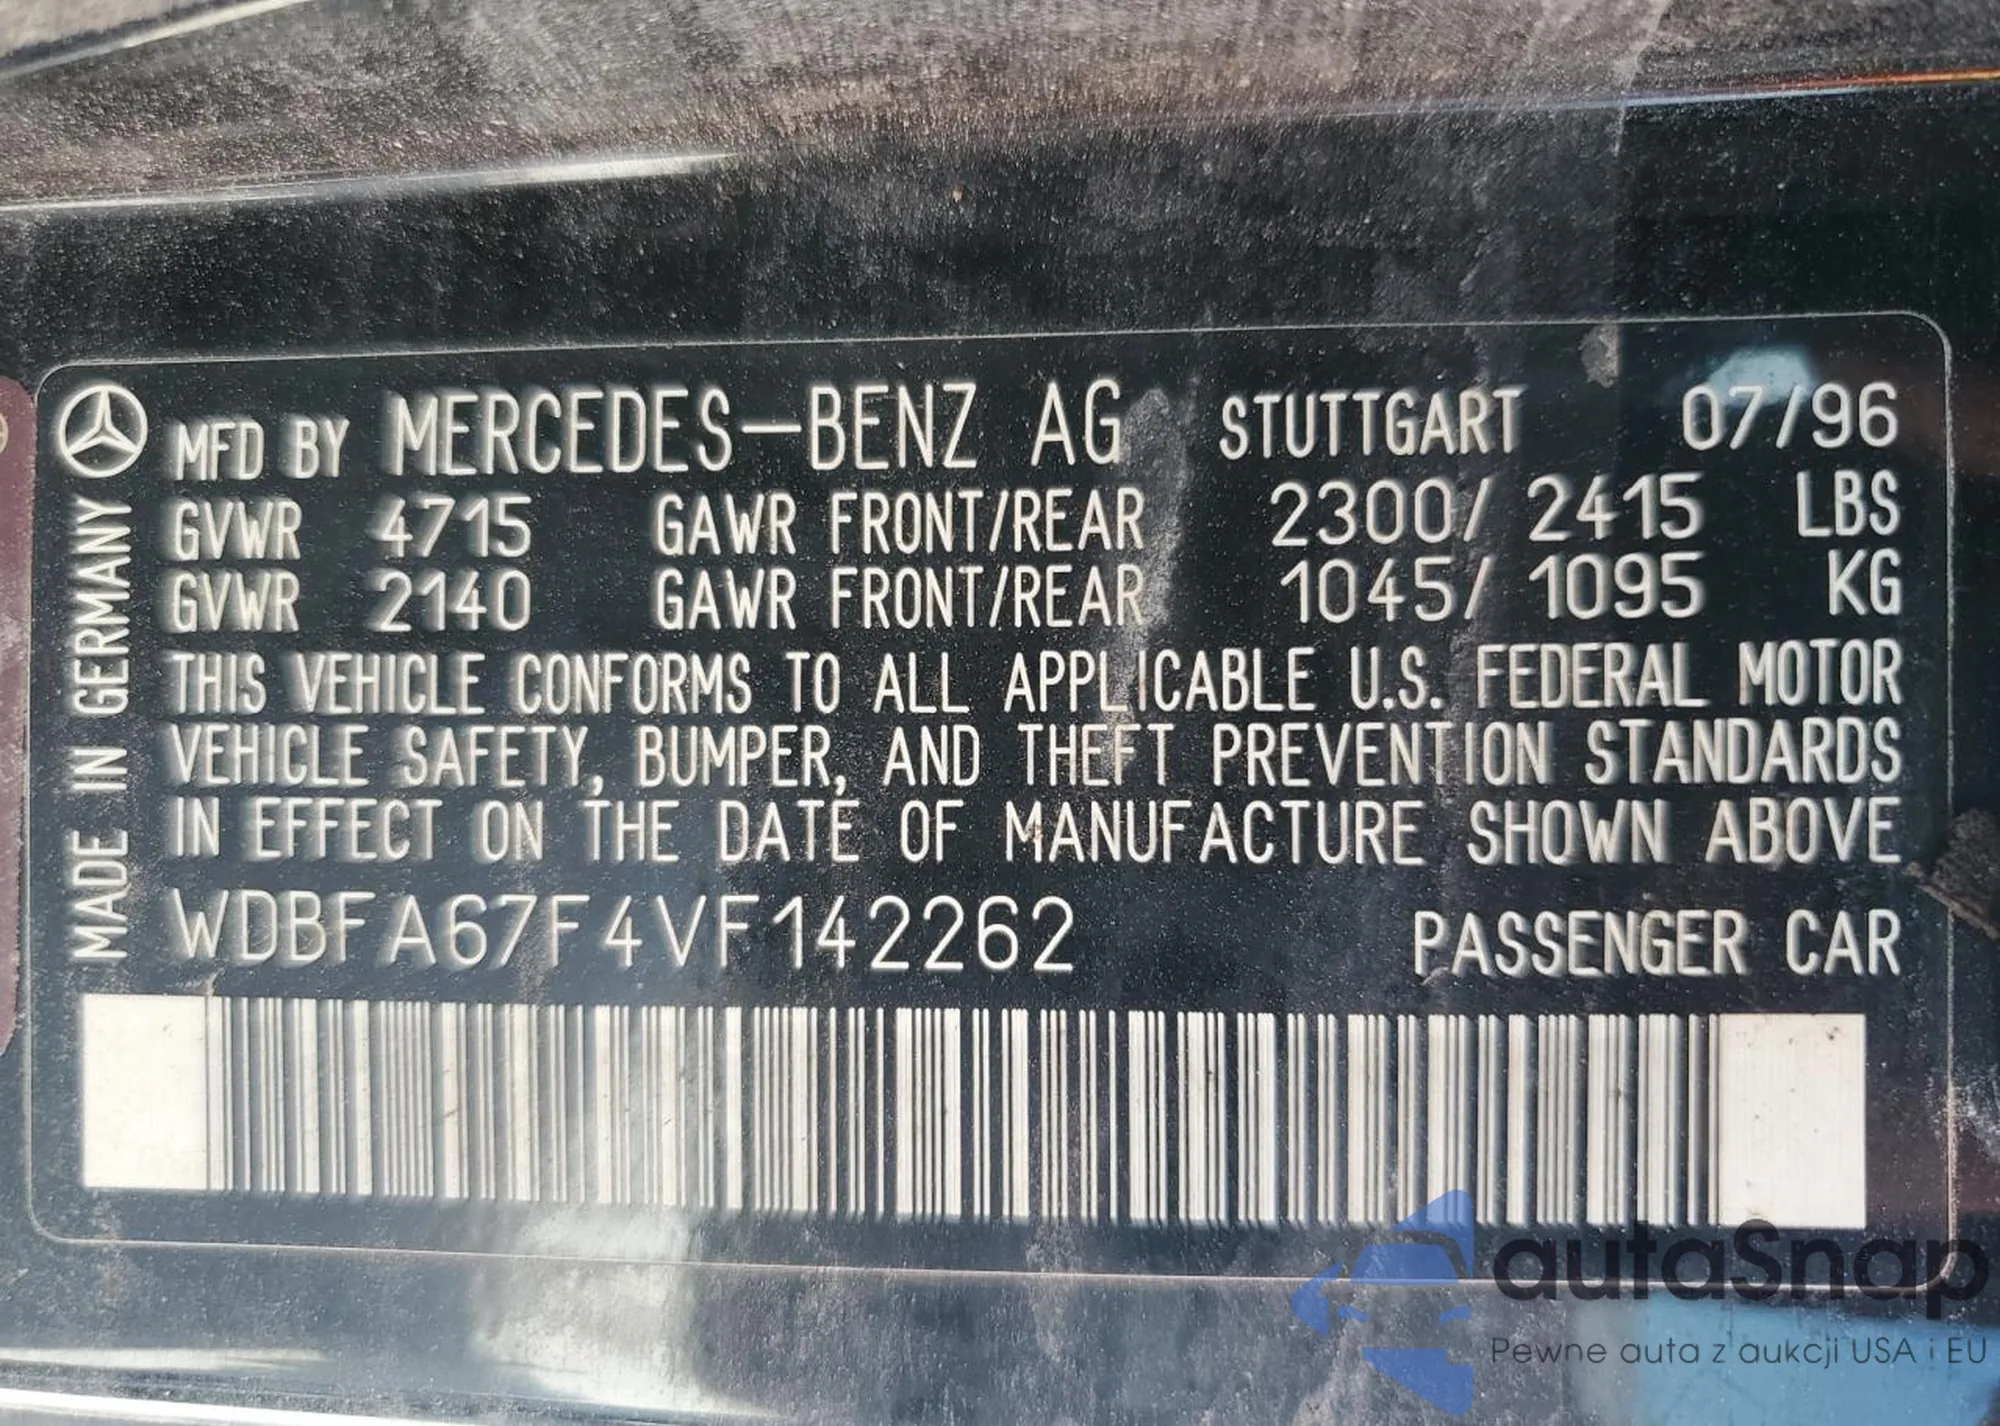 MFD BY MERCEDES-BENZ AG STUTTGART 07/96
GVWR 4715 GAWR FRONT/REAR 2300/ 2415 LBS
GVWR 2140 GAWR FRONT/REAR 1045/ 1095 KG
THIS VEHICLE CONFORMS TO ALL APPLICABLE U.S. FEDERAL MOTOR
VEHICLE SAFETY, BUMPER, AND THEFT PREVENTION STANDARDS
IN EFFECT ON THE DATE OF MANUFACTURE SHOWN ABOVE
WDBFA67F4VF142262 PASSENGER CAR
MADE IN GERMANY
autaSnap
Pewne auta z aukcji USA i EU